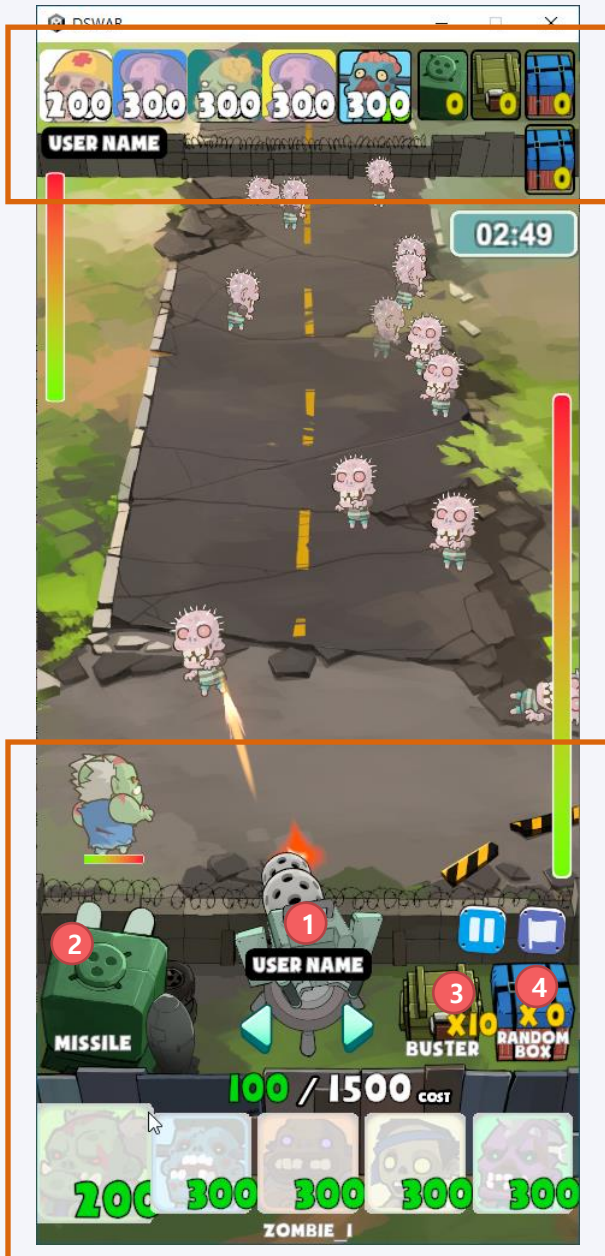 DSWAR
200 300 300 300 300 0 0 0
USER NAME
0
02:49
1
2
USER NAME
3
4
X10
X 0
MISSILE
BUSTER
RANDOM
BOX
100 / 1500 COST
200 300 300 300 300
ZOMBIE_1